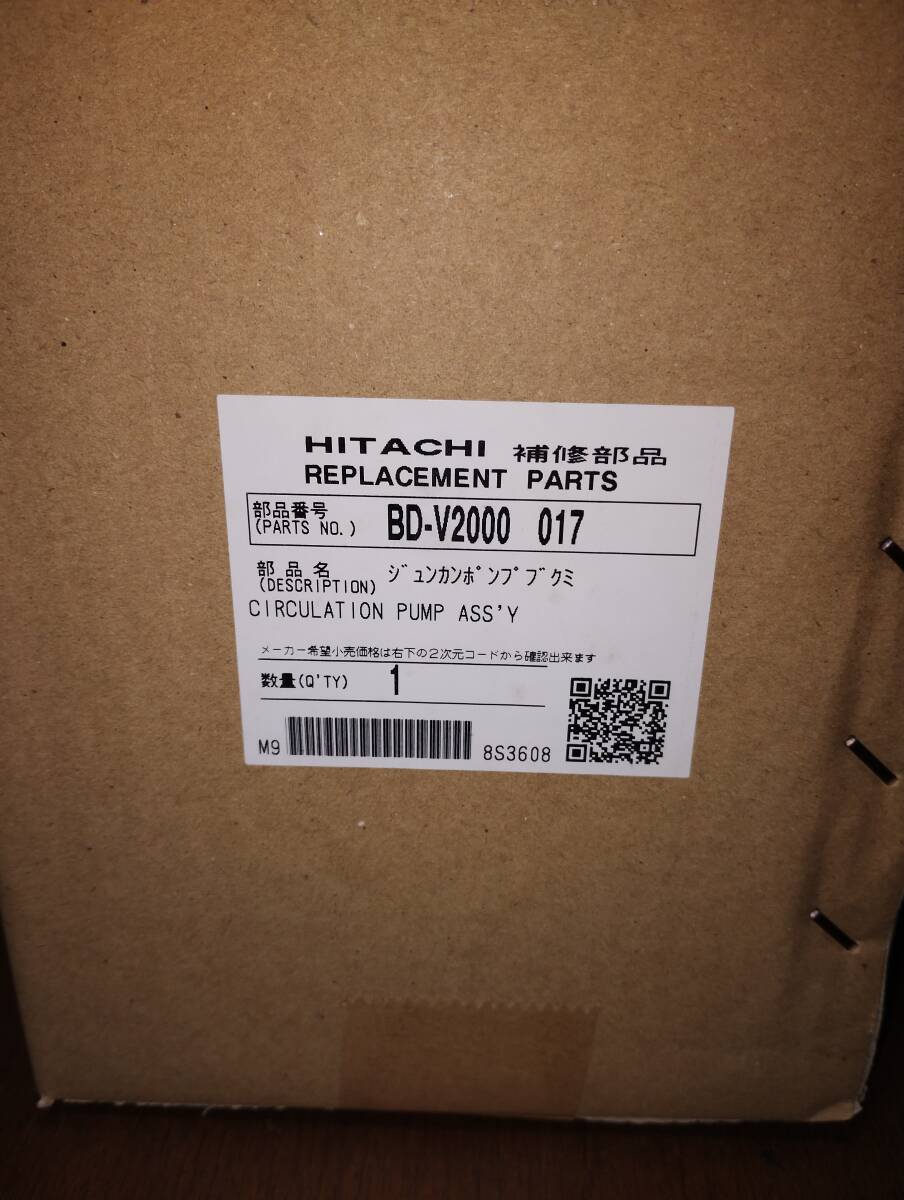 HITACHI 補修部品
REPLACEMENT PARTS
部品番号
(PARTS NO.) BD-V2000 017
部品名 ｼﾞｭﾝｶﾝﾎﾟﾝﾌﾟﾌﾞｸﾐ
(DESCRIPTION)
CIRCULATION PUMP ASS'Y
メーカー希望小売価格は右下の2次元コードから確認出来ます
数量(Q'TY) 1
M9 8S3608